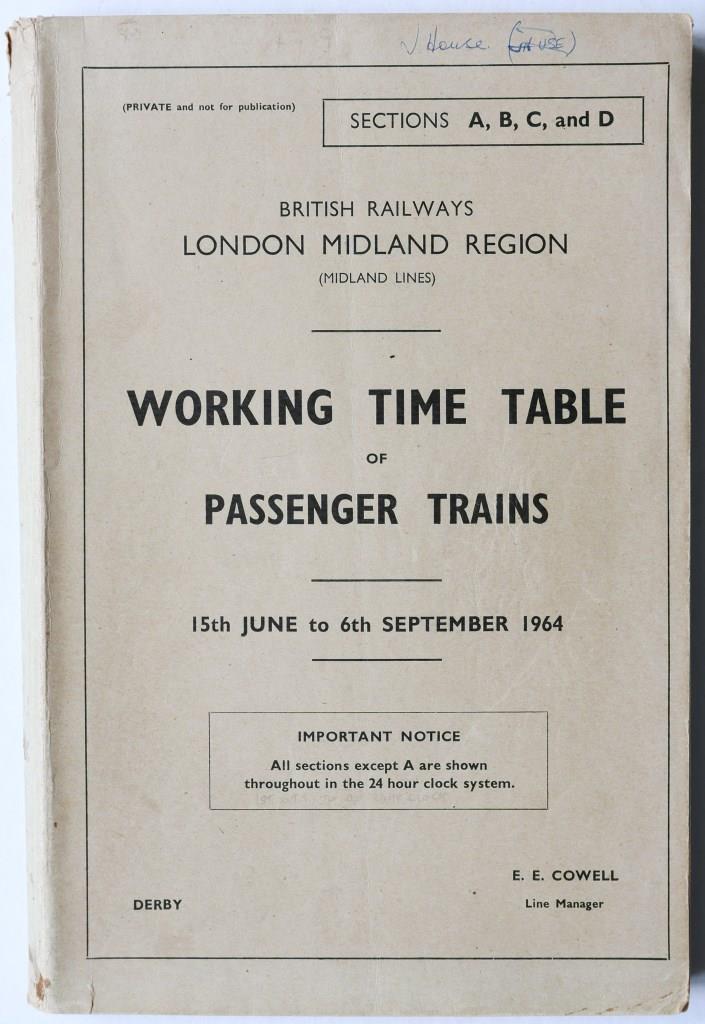 J House.
(PRIVATE and not for publication)
SECTIONS A, B, C, and D
BRITISH RAILWAYS
LONDON MIDLAND REGION
(MIDLAND LINES)
WORKING TIME TABLE
OF
PASSENGER TRAINS
15th JUNE to 6th SEPTEMBER 1964
IMPORTANT NOTICE
All sections except A are shown
throughout in the 24 hour clock system.
E. E. COWELL
DERBY
Line Manager